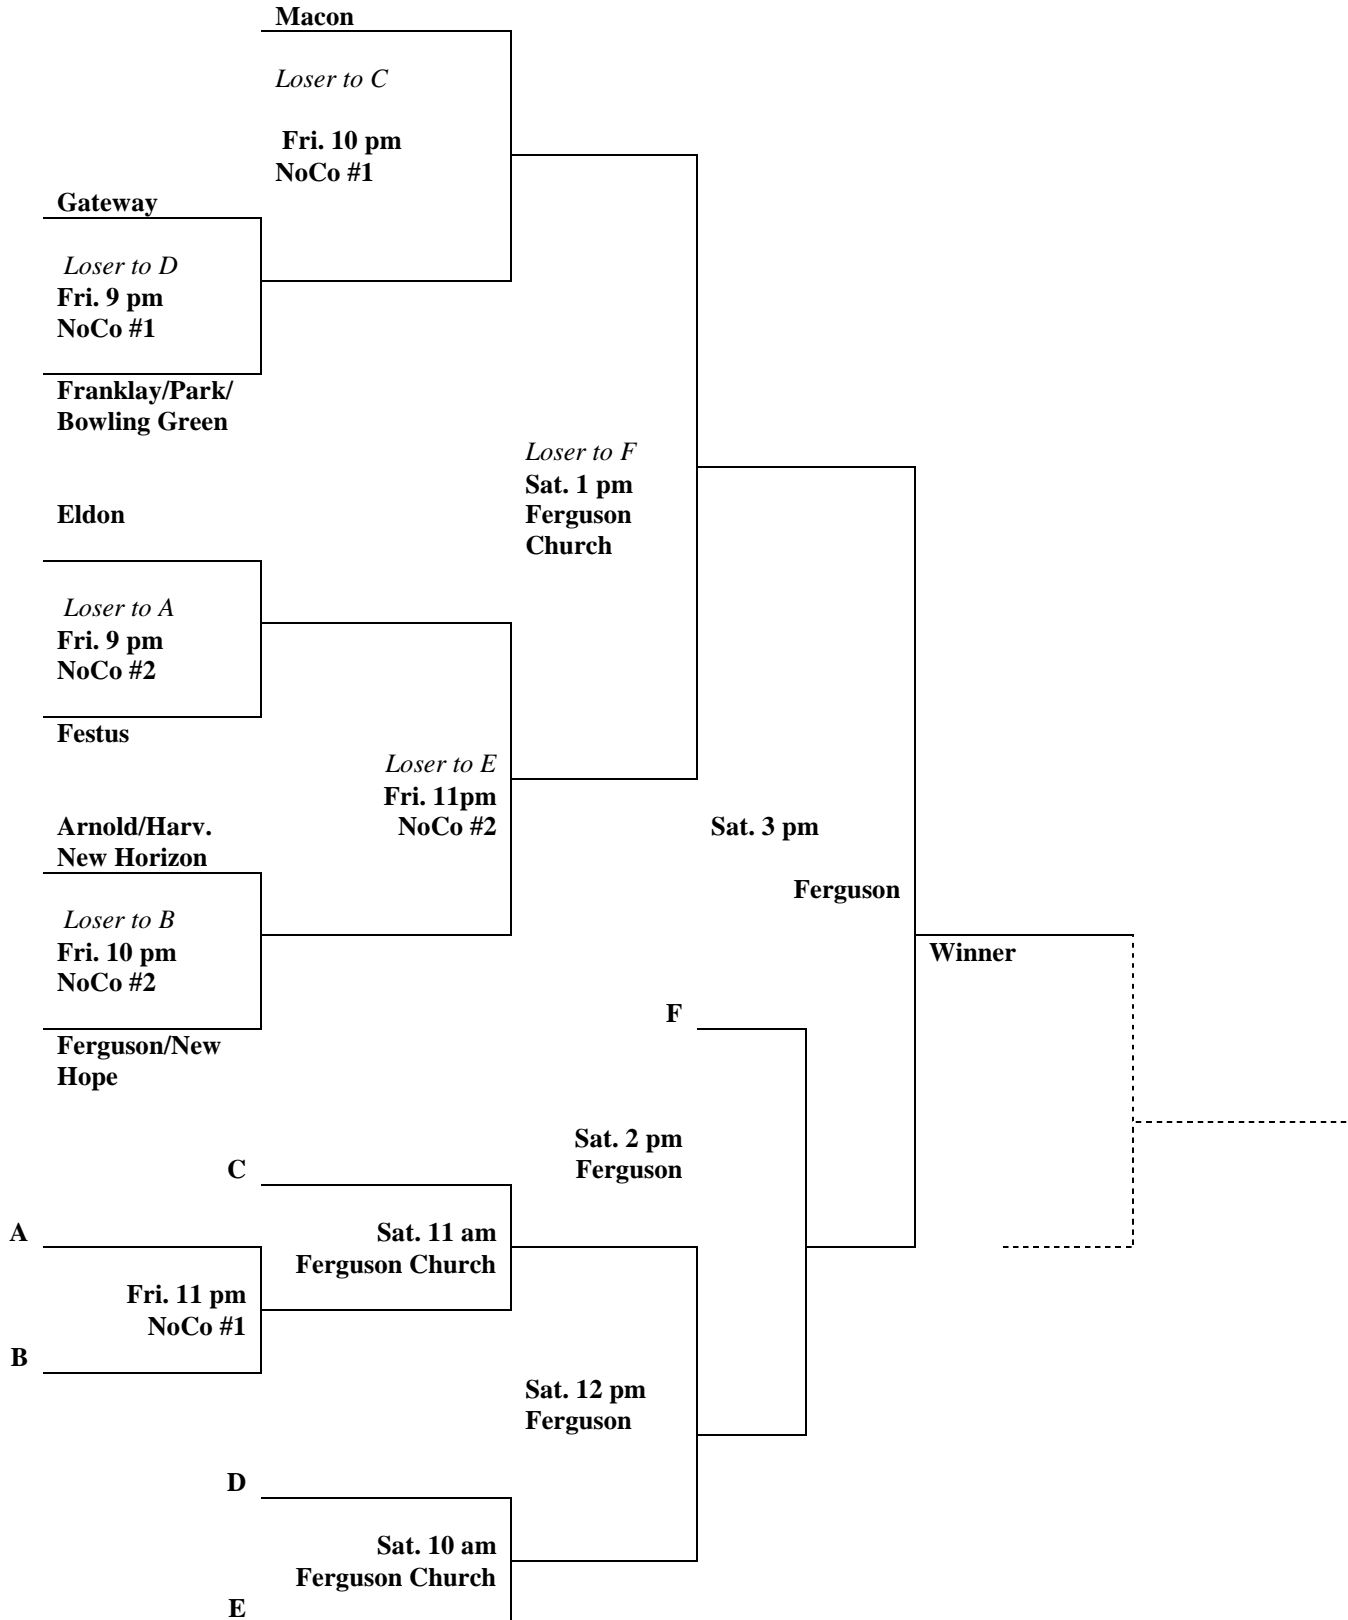 Macon
Loser to C
Fri. 10 pm
NoCo #1
Gateway
Loser to D
Fri. 9 pm
NoCo #1
Franklay/Park/
Bowling Green
Loser to F
Sat. 1 pm
Ferguson
Church
Eldon
Loser to A
Fri. 9 pm
NoCo #2
Festus
Loser to E
Fri. 11pm
NoCo #2
Arnold/Harv.
New Horizon
Sat. 3 pm
Ferguson
Loser to B
Fri. 10 pm
NoCo #2
Winner
F
Ferguson/New
Hope
Sat. 2 pm
Ferguson
C
A
Sat. 11 am
Ferguson Church
Fri. 11 pm
NoCo #1
B
Sat. 12 pm
Ferguson
D
Sat. 10 am
Ferguson Church
E